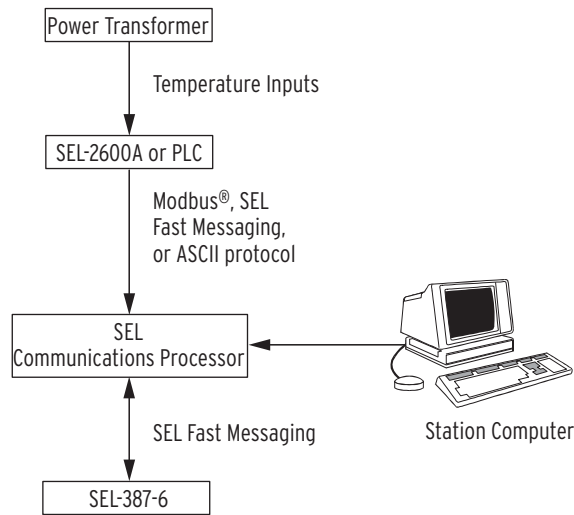 Power Transformer
Temperature Inputs
SEL-2600A or PLC
Modbus®, SEL
Fast Messaging,
or ASCII protocol
SEL
Communications Processor
SEL Fast Messaging
Station Computer
SEL-387-6